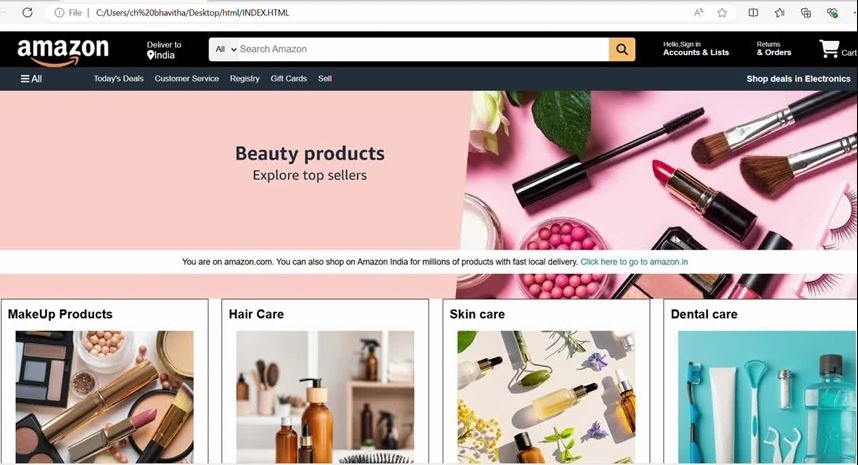 File C:/Users/ch%20bhavitha/Desktop/html/INDEX.HTML
amazon
Deliver to
India
All Search Amazon
Hello,Sign in
Accounts & Lists
Returns
& Orders
Cart
All Today's Deals Customer Service Registry Gift Cards Sell Shop deals in Electronics
Beauty products
Explore top sellers
You are on amazon.com. You can also shop on Amazon India for millions of products with fast local delivery. Click here to go to amazon.in
MakeUp Products Hair Care Skin care Dental care